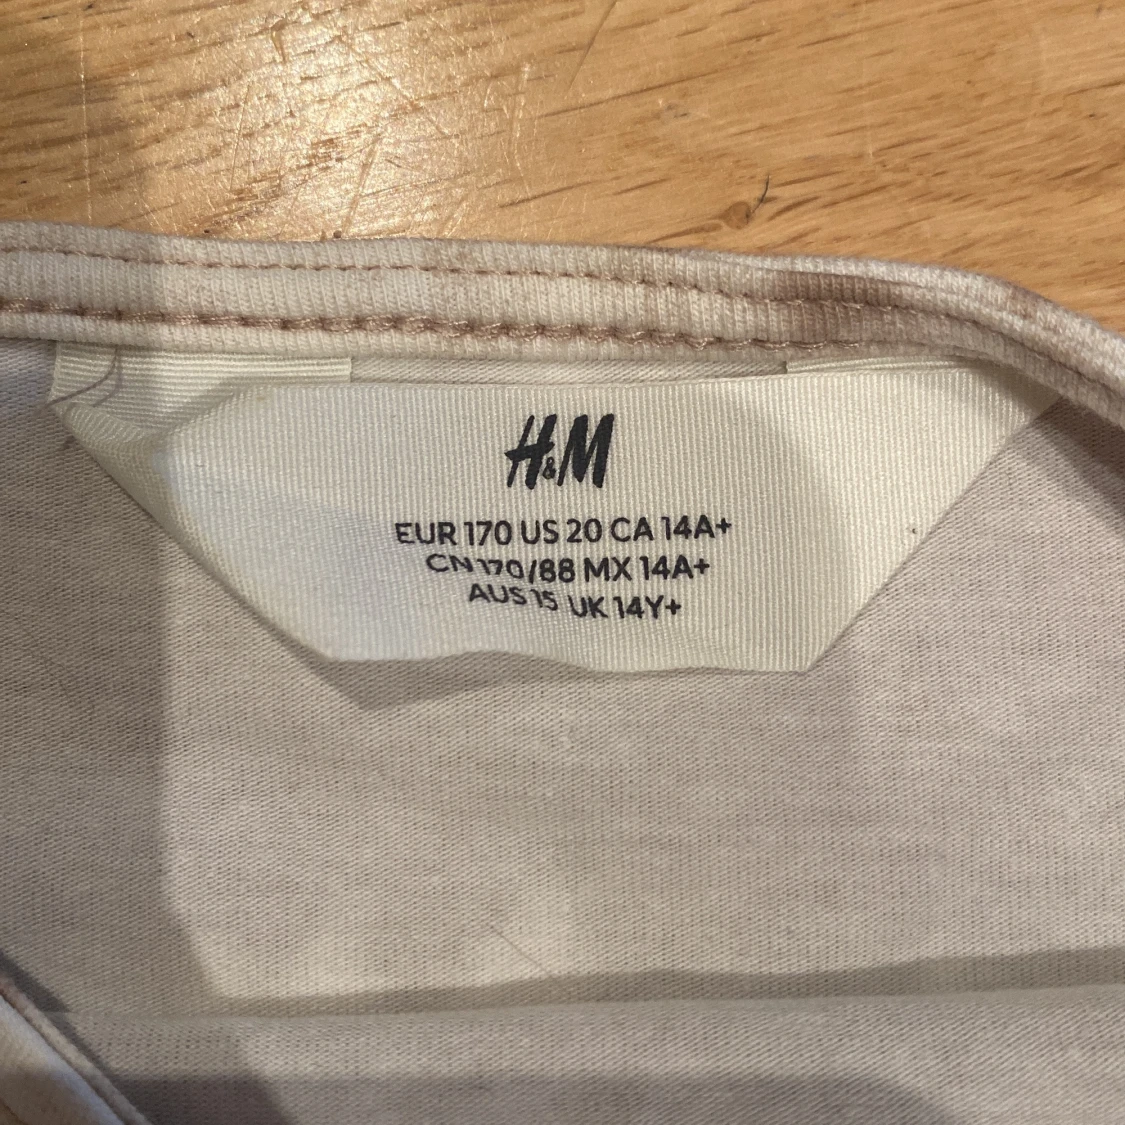 H&M
EUR 170 US 20 CA 14A+
CN 170/88 MX 14A+
AUS 15 UK 14Y+